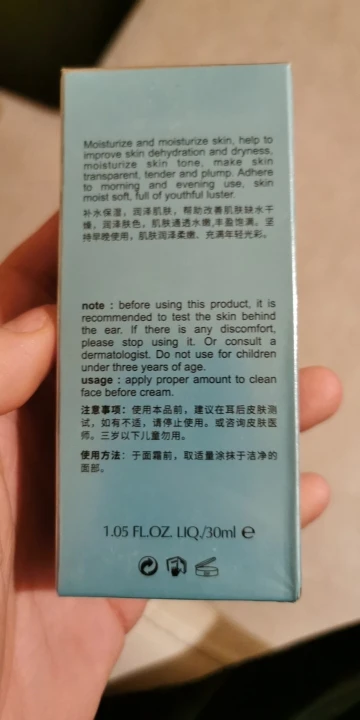 Moisturize and moisturize skin, help to
improve skin dehydration and dryness,
moisturize skin tone, make skin
transparent, tender and plump. Adhere
to morning and evening use, skin
moist soft, full of youthful luster.
补水保湿，润泽肌肤，帮助改善肌肤缺水干
燥，润泽肤色，肌肤通透水嫩,丰盈饱满。坚
持早晚使用，肌肤润泽柔嫩、充满年轻光彩。
note : before using this product, it is
recommended to test the skin behind
the ear. If there is any discomfort,
please stop using it. Or consult a
dermatologist. Do not use for children
under three years of age.
usage : apply proper amount to clean
face before cream.
注意事项：使用本品前，建议在耳后皮肤测
试，如有不适，请停止使用。或咨询皮肤医
师。三岁以下儿童勿用。
使用方法：于面霜前，取适量涂抹于洁净的
面部。
1.05 FL.OZ. LIQ./30ml ℮